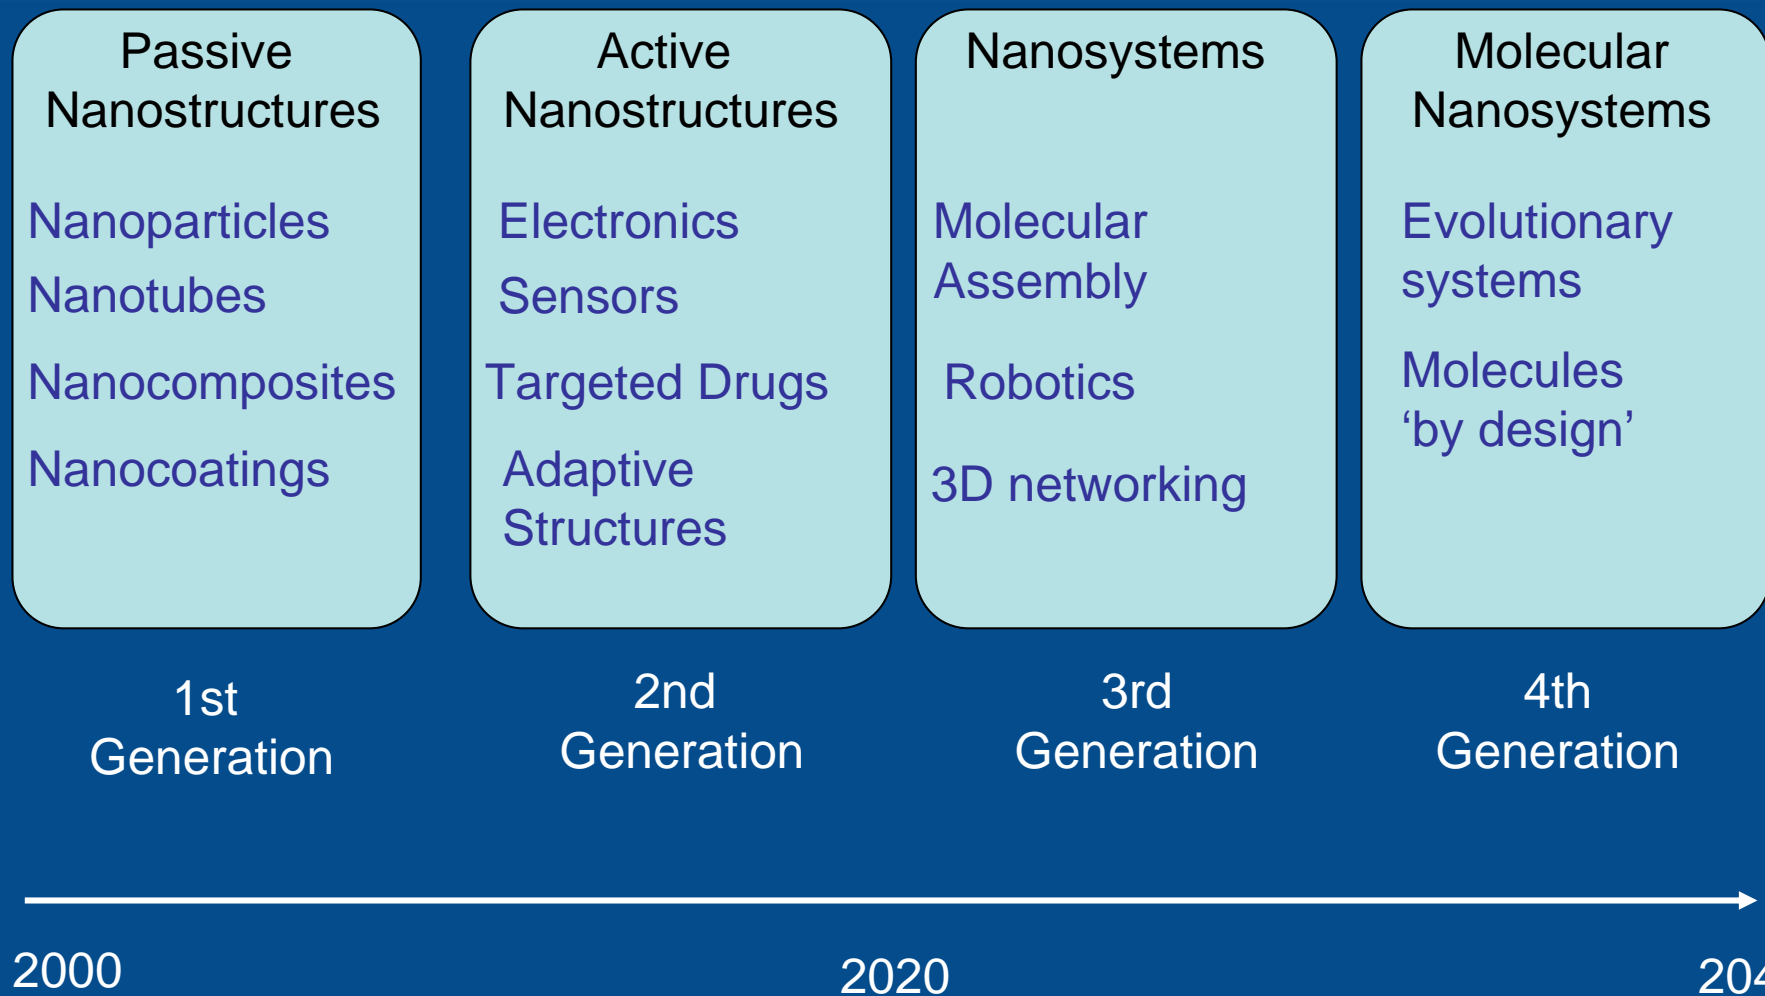 Passive
Nanostructures
Nanoparticles
Nanotubes
Nanocomposites
Nanocoatings
Active
Nanostructures
Electronics
Sensors
Targeted Drugs
Adaptive
Structures
Nanosystems
Molecular
Assembly
Robotics
3D networking
Molecular
Nanosystems
Evolutionary
systems
Molecules
‘by design’
1st
Generation
2nd
Generation
3rd
Generation
4th
Generation
2000
2020